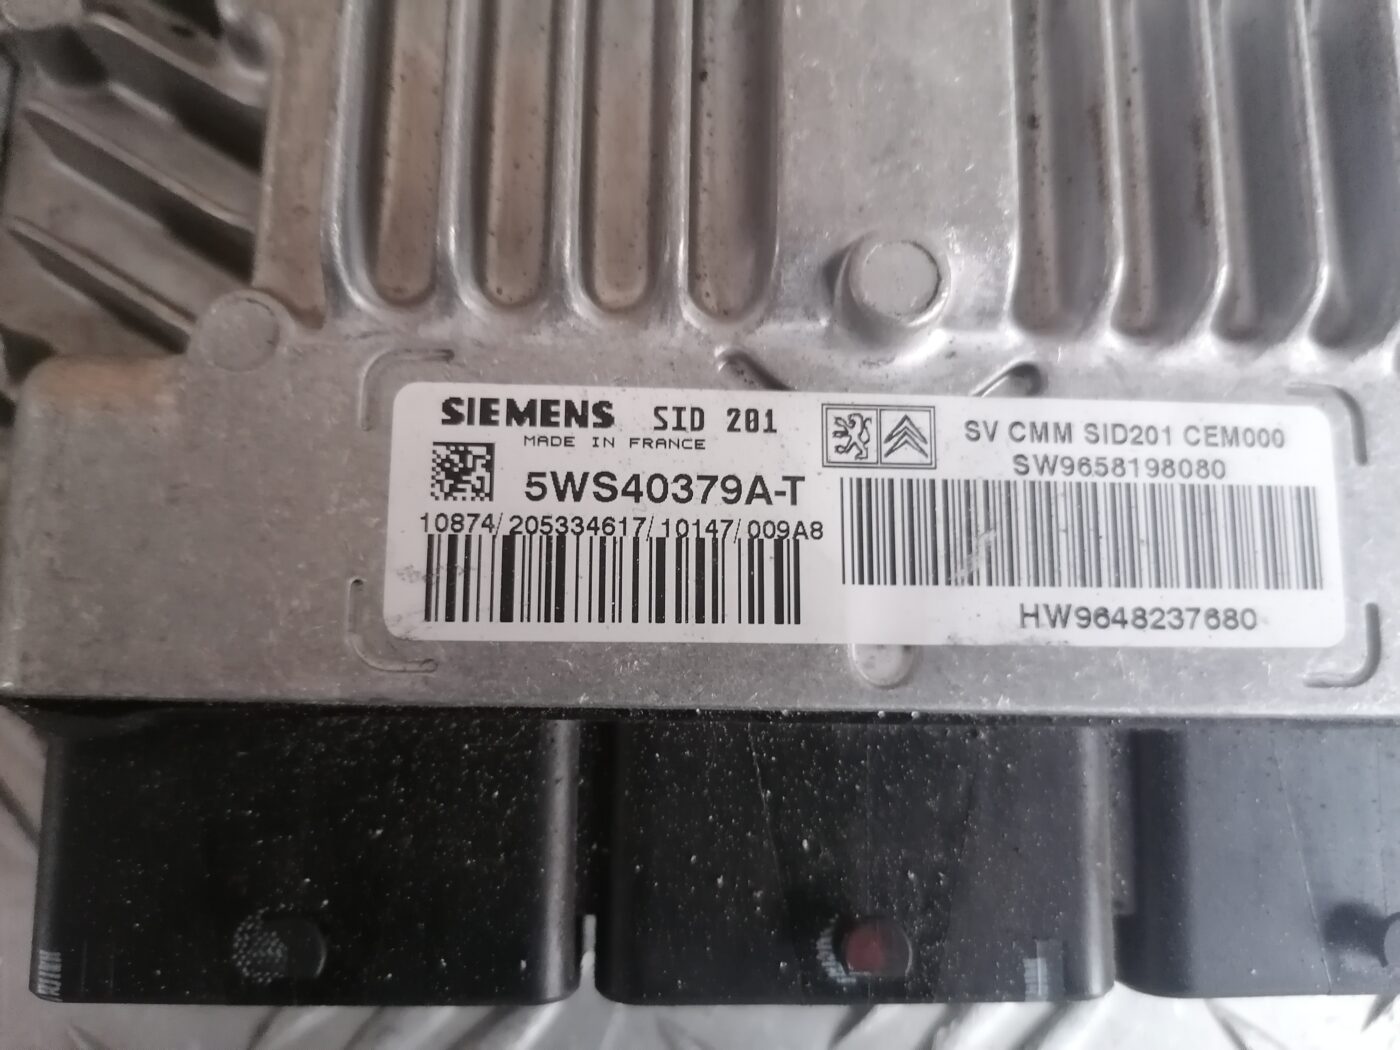 SIEMENS SID 201
MADE IN FRANCE
5WS40379A-T
10874/205334617/10147/009A8
SV CMM SID201 CEM000
SW9658198080
HW9648237680